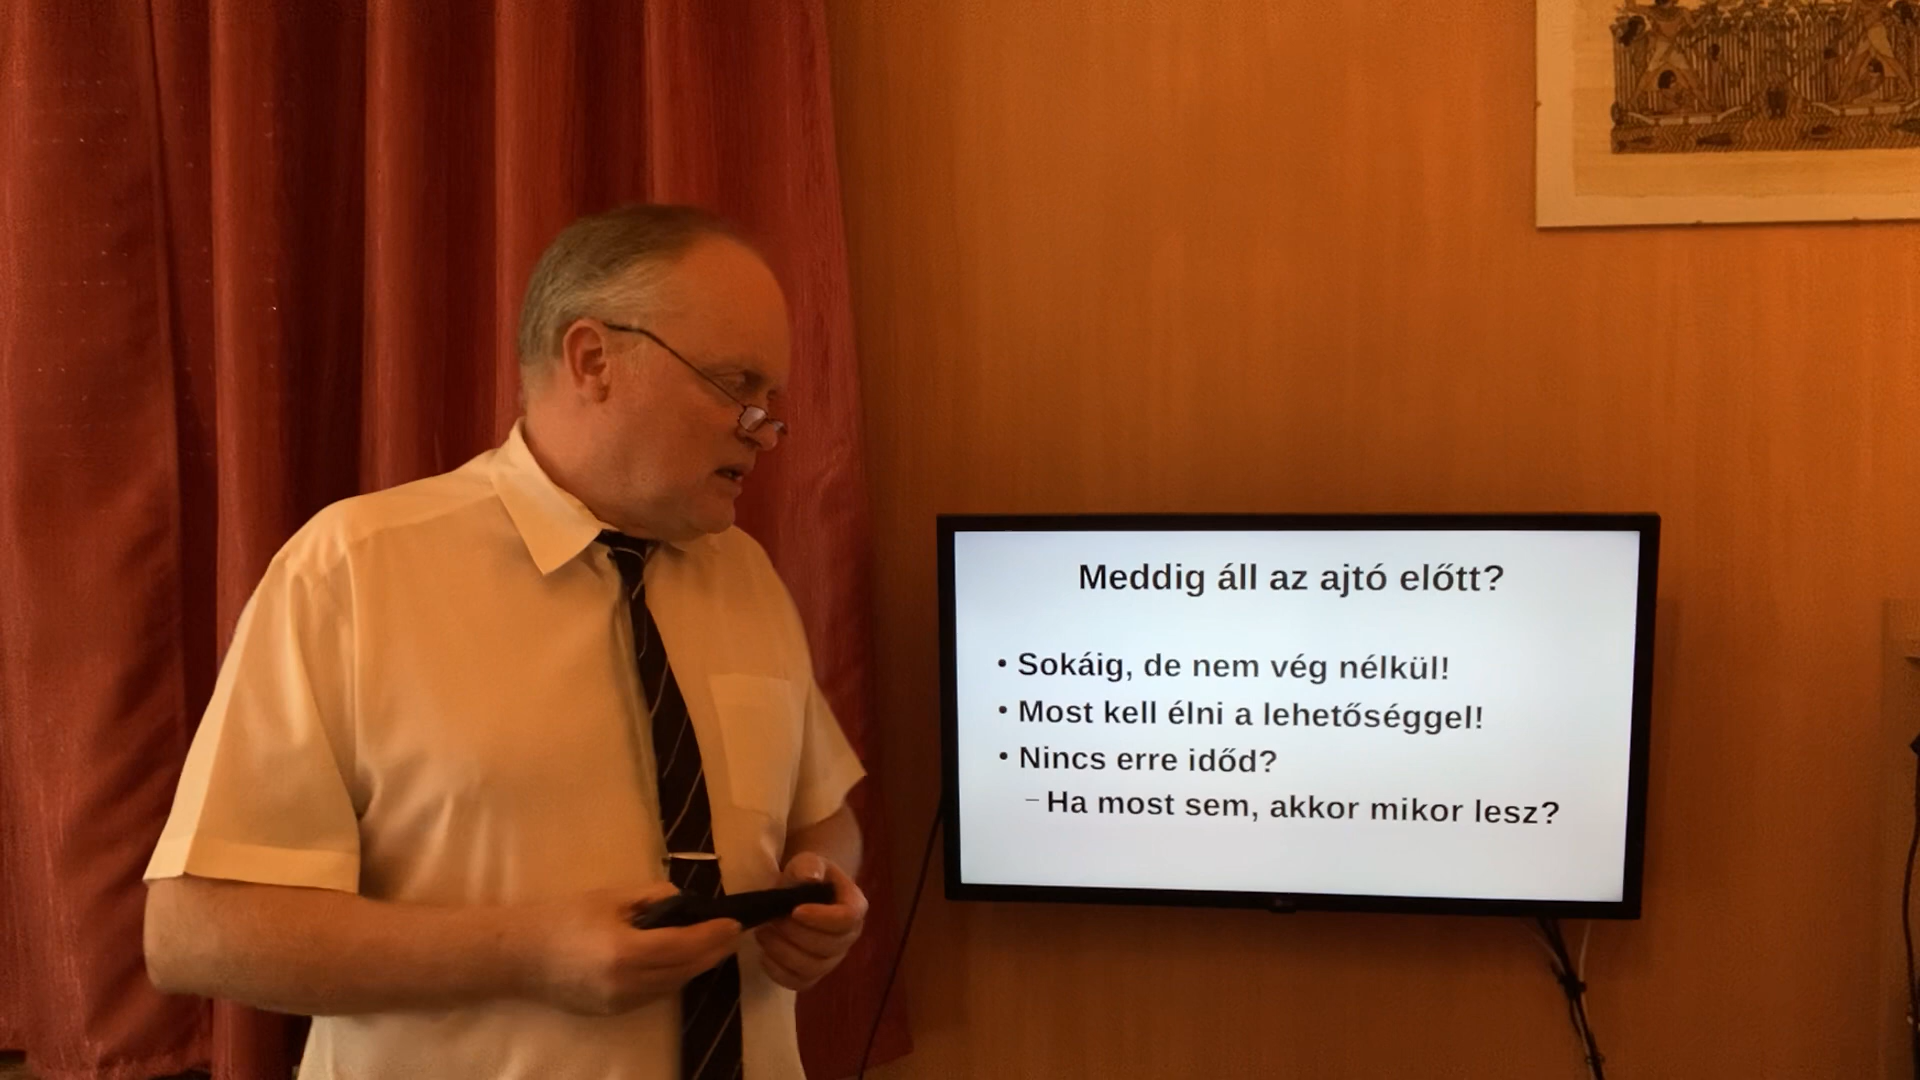 Meddig áll az ajtó előtt?
• Sokáig, de nem vég nélkül!
• Most kell élni a lehetőséggel!
• Nincs erre időd?
– Ha most sem, akkor mikor lesz?